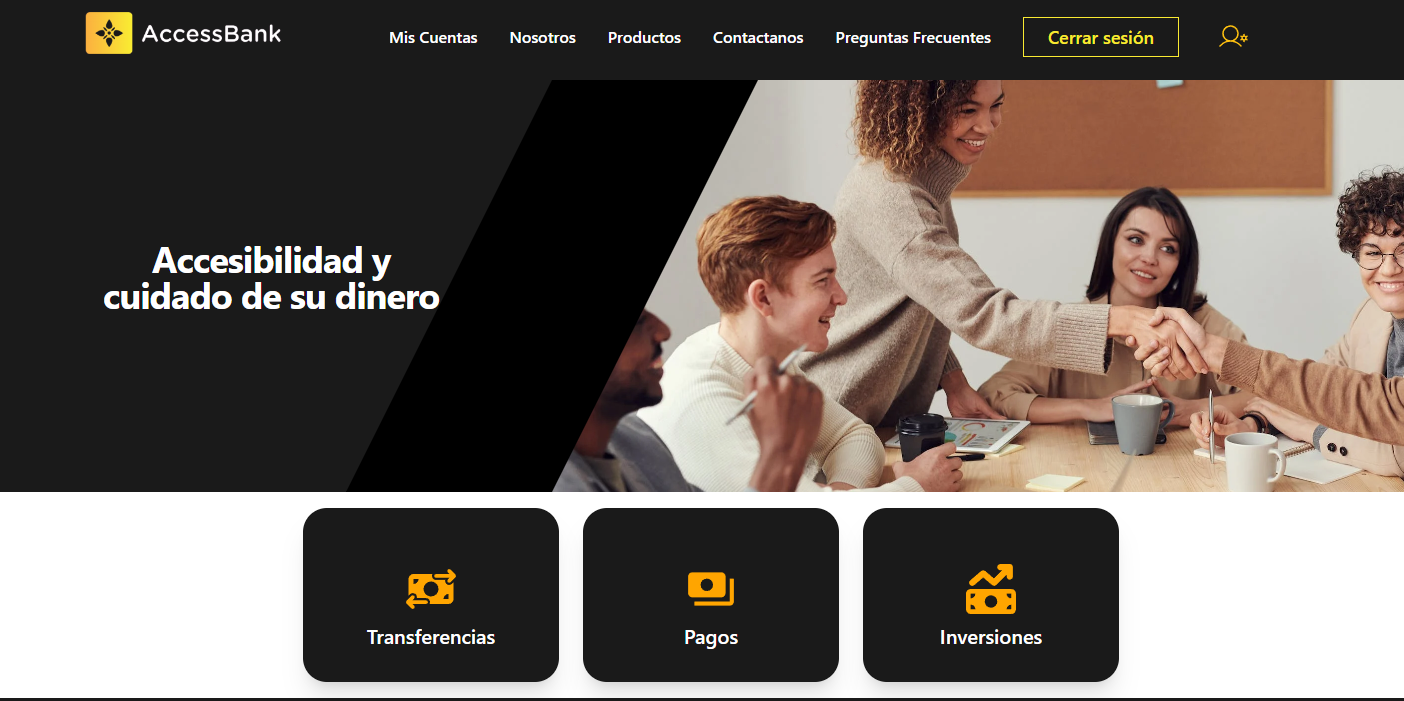 AccessBank
Mis Cuentas
Nosotros
Productos
Contactanos
Preguntas Frecuentes
Cerrar sesión
Accesibilidad y
cuidado de su dinero
Transferencias
Pagos
Inversiones